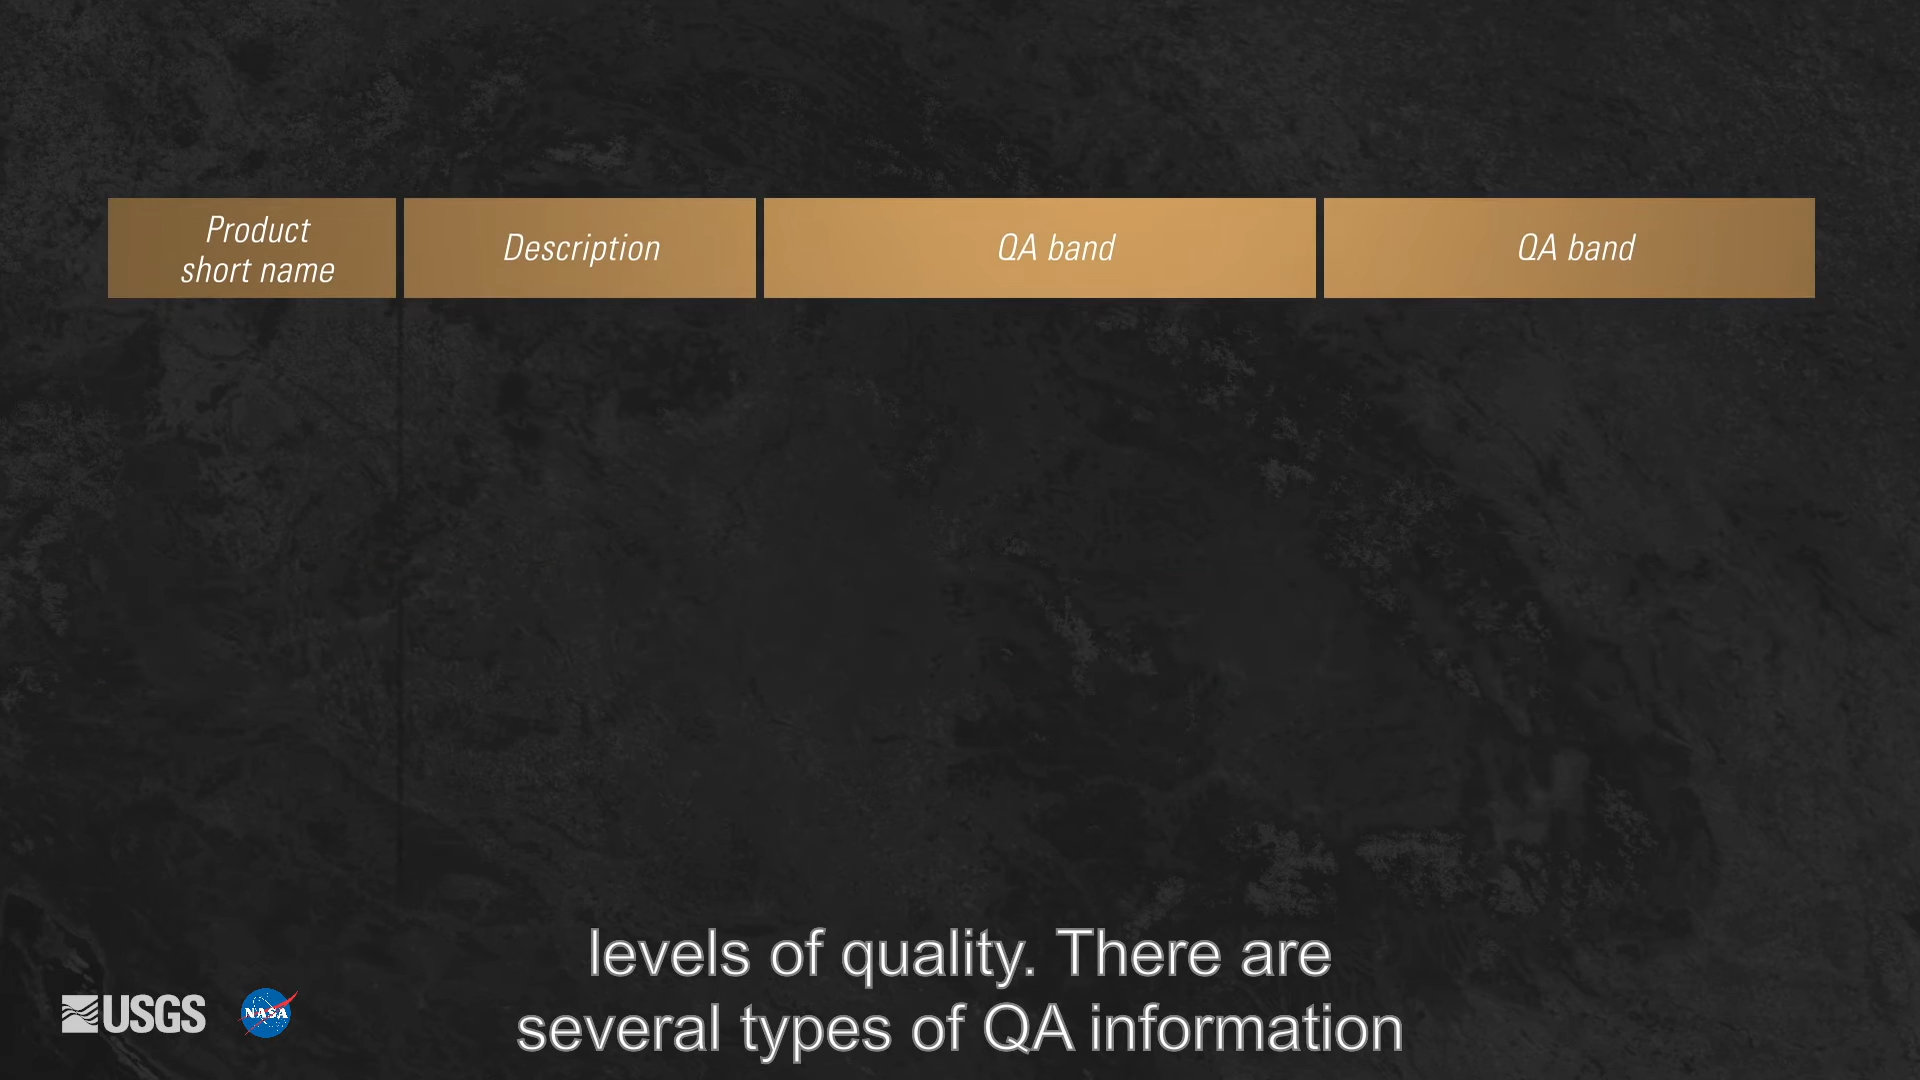 Product
short name
Description
QA band
QA band
levels of quality. There are
several types of QA information
USGS
NASA